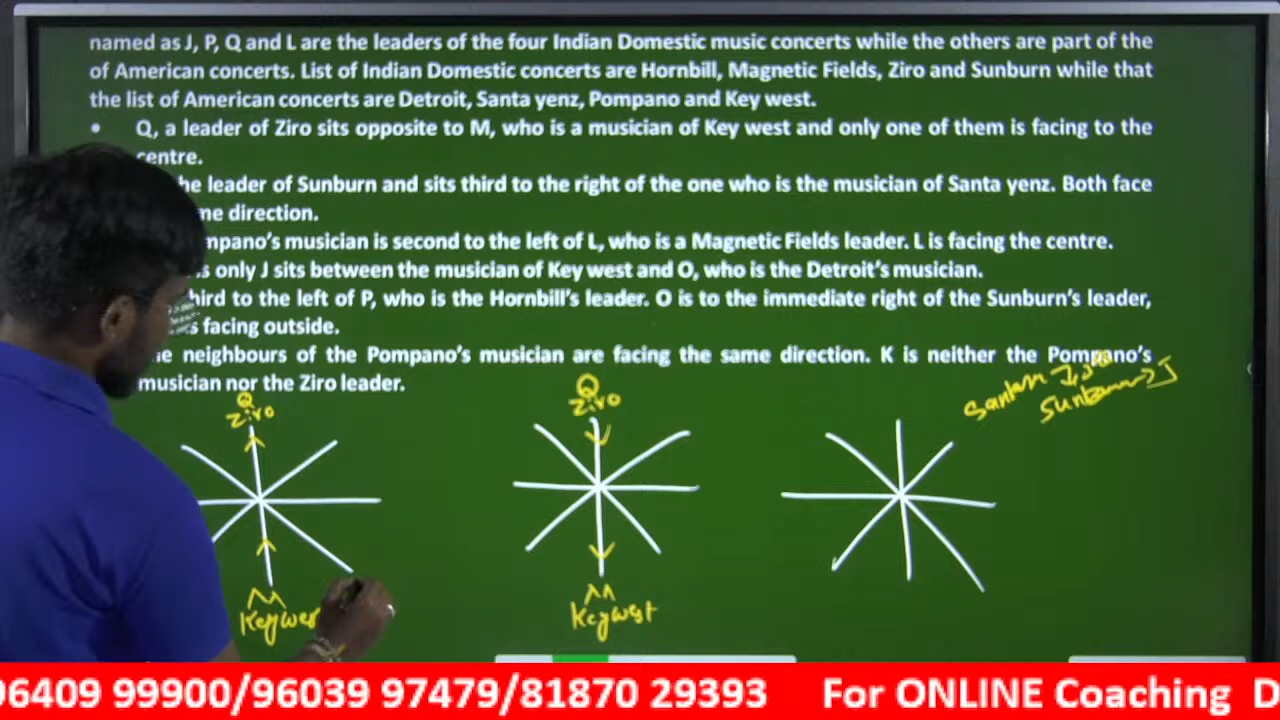 named as J, P, Q and L are the leaders of the four Indian Domestic music concerts while the others are part of the
of American concerts. List of Indian Domestic concerts are Hornbill, Magnetic Fields, Ziro and Sunburn while that
the list of American concerts are Detroit, Santa yenz, Pompano and Key west.
• Q, a leader of Ziro sits opposite to M, who is a musician of Key west and only one of them is facing to the
centre.
the leader of Sunburn and sits third to the right of the one who is the musician of Santa yenz. Both face
direction.
musician is second to the left of L, who is a Magnetic Fields leader. L is facing the centre.
only J sits between the musician of Key west and O, who is the Detroit's musician.
to the left of P, who is the Hornbill's leader. O is to the immediate right of the Sunburn's leader,
facing outside.
neighbours of the Pompano's musician are facing the same direction. K is neither the Pompano's
musician nor the Ziro leader.
Sunburn → J
Q
Ziro
Q
Ziro
M
Key wes
M
Key west
96409 99900/96039 97479/81870 29393 For ONLINE Coaching D